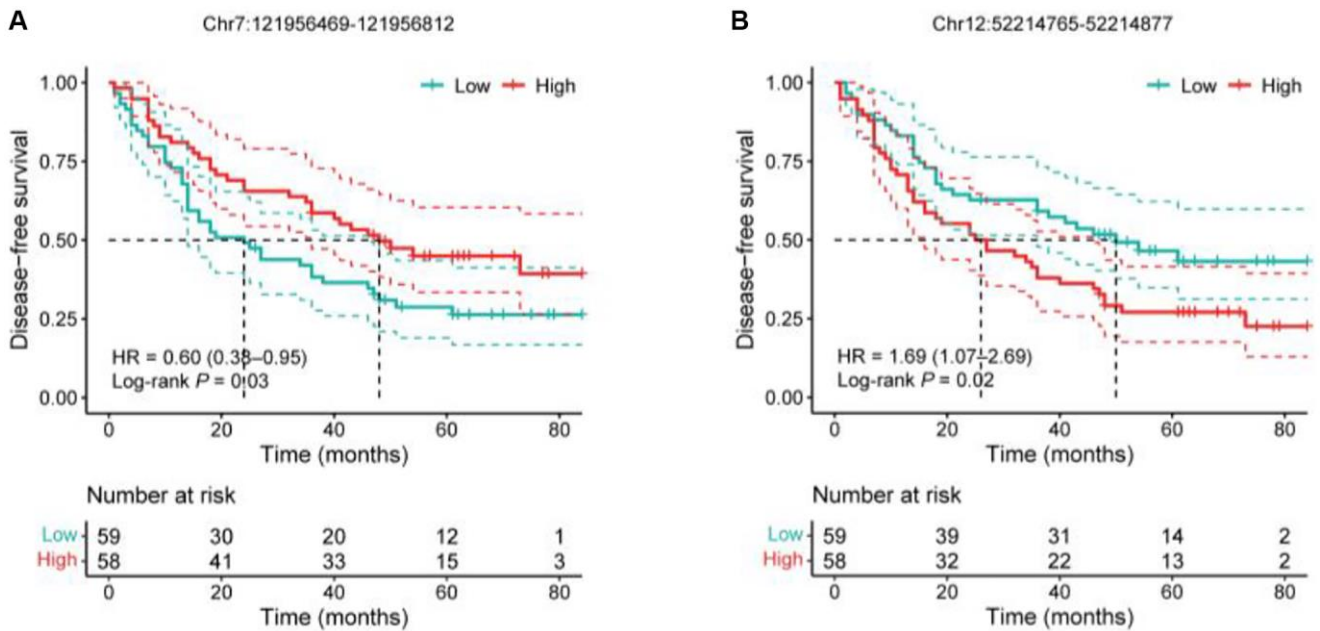 A
Chr7:121956469-121956812
Low High
Disease-free survival
1.00
0.75
0.50
0.25
0.00
HR = 0.60 (0.38–0.95)
Log-rank P = 0.03
0 20 40 60 80
Time (months)
Number at risk
Low 59 30 20 12 1
High 58 41 33 15 3
0 20 40 60 80
Time (months)
B
Chr12:52214765-52214877
Low High
Disease-free survival
1.00
0.75
0.50
0.25
0.00
HR = 1.69 (1.07–2.69)
Log-rank P = 0.02
0 20 40 60 80
Time (months)
Number at risk
Low 59 39 31 14 2
High 58 32 22 13 2
0 20 40 60 80
Time (months)